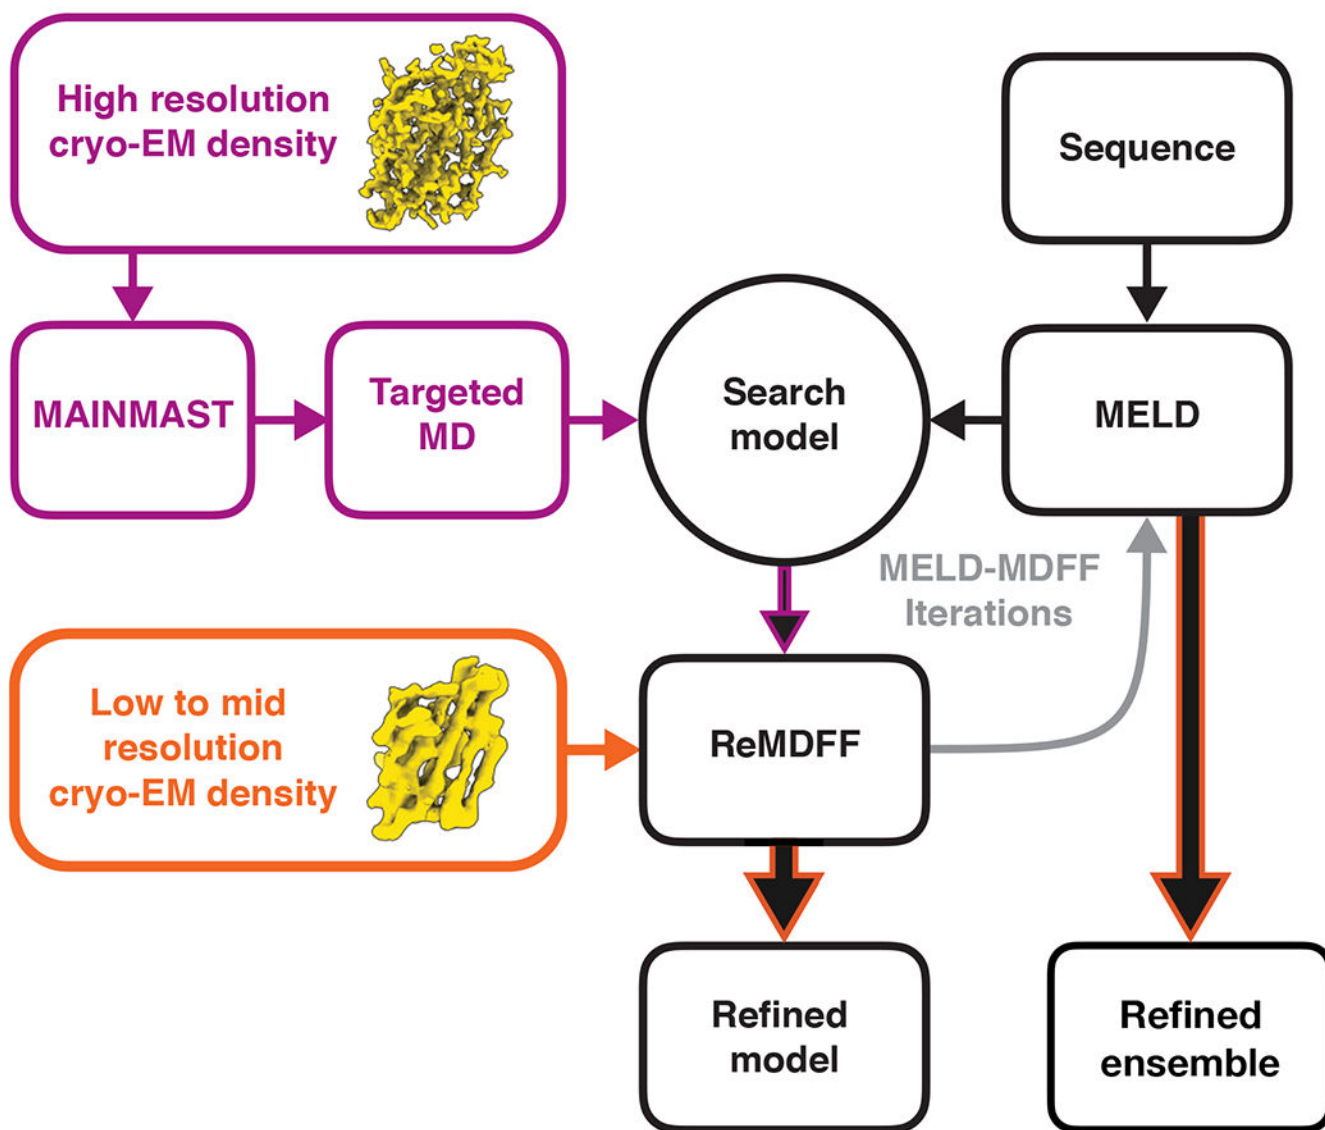 High resolution
cryo-EM density
Sequence
MAINMAST
Targeted
MD
Search
model
MELD
MELD-MDFF
Iterations
Low to mid
resolution
cryo-EM density
ReMDFF
Refined
model
Refined
ensemble